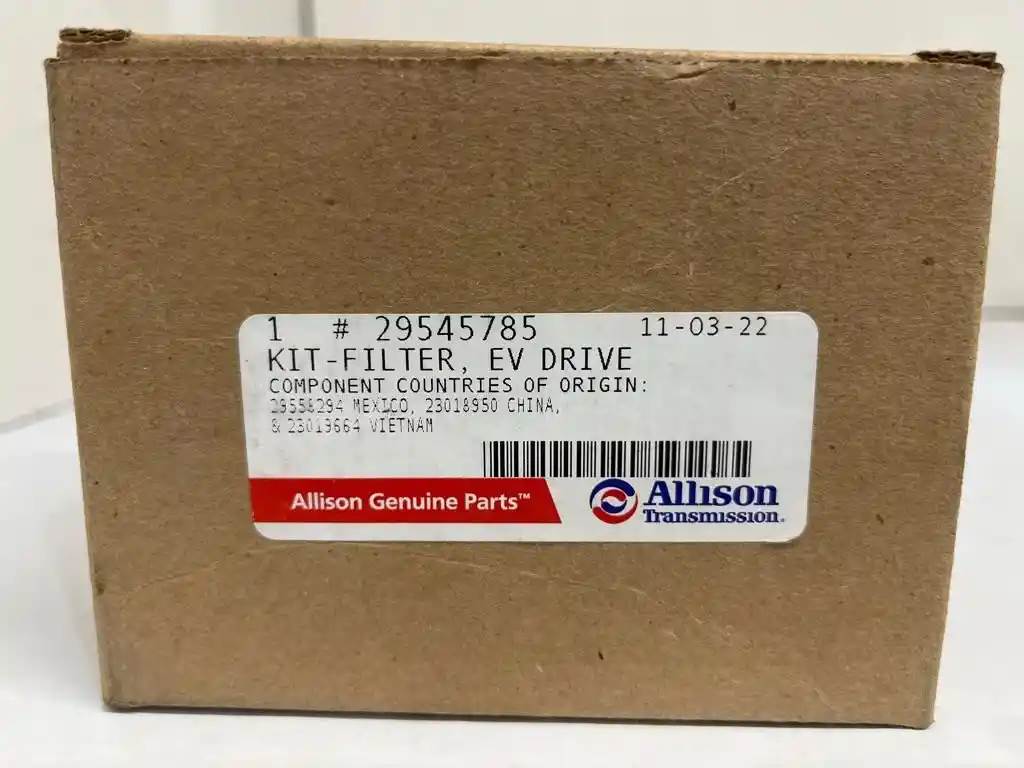 1 # 29545785 11-03-22
KIT-FILTER, EV DRIVE
COMPONENT COUNTRIES OF ORIGIN:
29558294 MEXICO, 23018950 CHINA,
& 23019664 VIETNAM
Allison Genuine Parts™
Allison
Transmission.